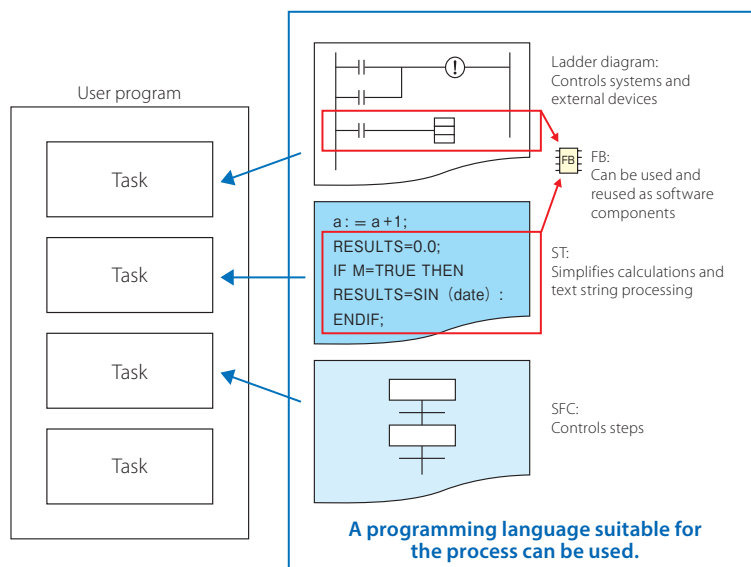 User program
Task
Task
Task
Task
Ladder diagram:
Controls systems and
external devices
FB
FB:
Can be used and
reused as software
components
a : = a +1;
RESULTS=0.0;
IF M=TRUE THEN
RESULTS=SIN (date) :
ENDIF;
ST:
Simplifies calculations and
text string processing
SFC:
Controls steps
A programming language suitable for
the process can be used.